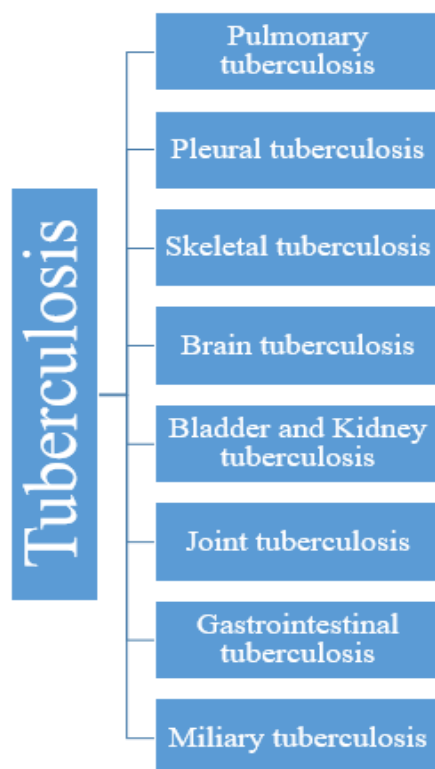 Tuberculosis
Pulmonary
tuberculosis
Pleural tuberculosis
Skeletal tuberculosis
Brain tuberculosis
Bladder and Kidney
tuberculosis
Joint tuberculosis
Gastrointestinal
tuberculosis
Miliary tuberculosis